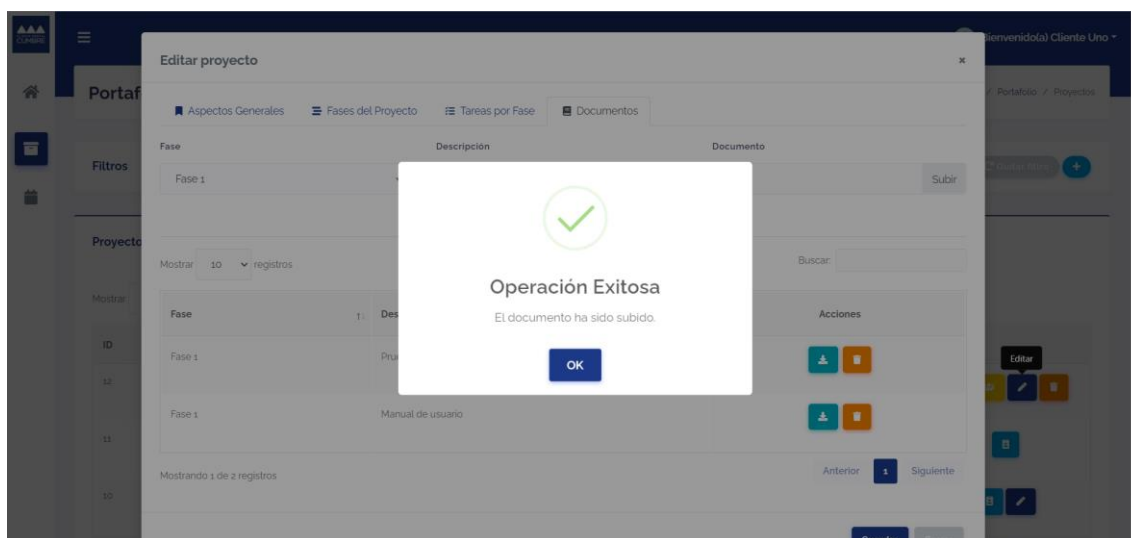 CUMBRE
Bienvenido(a) Cliente Uno
Editar proyecto
×
Portaf
/ Portafolio / Proyectos
Aspectos Generales
Fases del Proyecto
Tareas por Fase
Documentos
Fase
Descripción
Documento
Filtros
Fase 1
Subir
Proyecto
Mostrar 10 registros
Buscar:
Operación Exitosa
Mostrar
Fase
Des
El documento ha sido subido.
Acciones
ID
Fase 1
Pru
OK
Editar
12
Fase 1
Manual de usuario
11
Mostrando 1 de 2 registros
Anterior
1
Siguiente
10